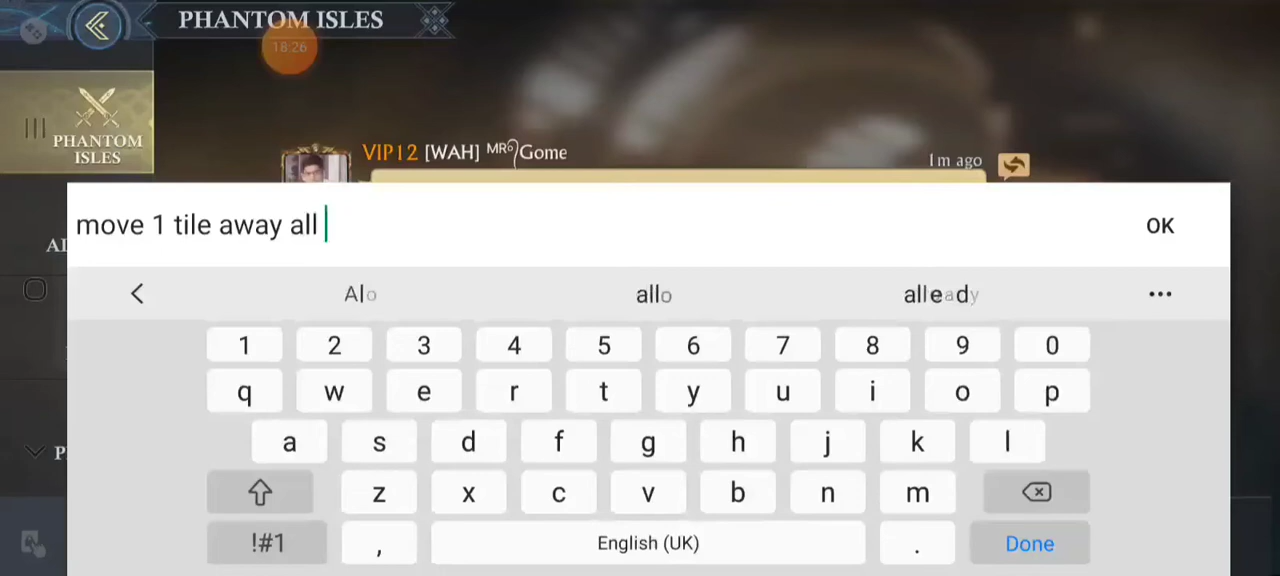 PHANTOM ISLES
18:26
PHANTOM
ISLES
VIP12 [WAH] MR Gome
1m ago
move 1 tile away all
OK
Alo
allo
already
1 2 3 4 5 6 7 8 9 0
q w e r t y u i o p
a s d f g h j k l
z x c v b n m
!#1 , English (UK) . Done
P